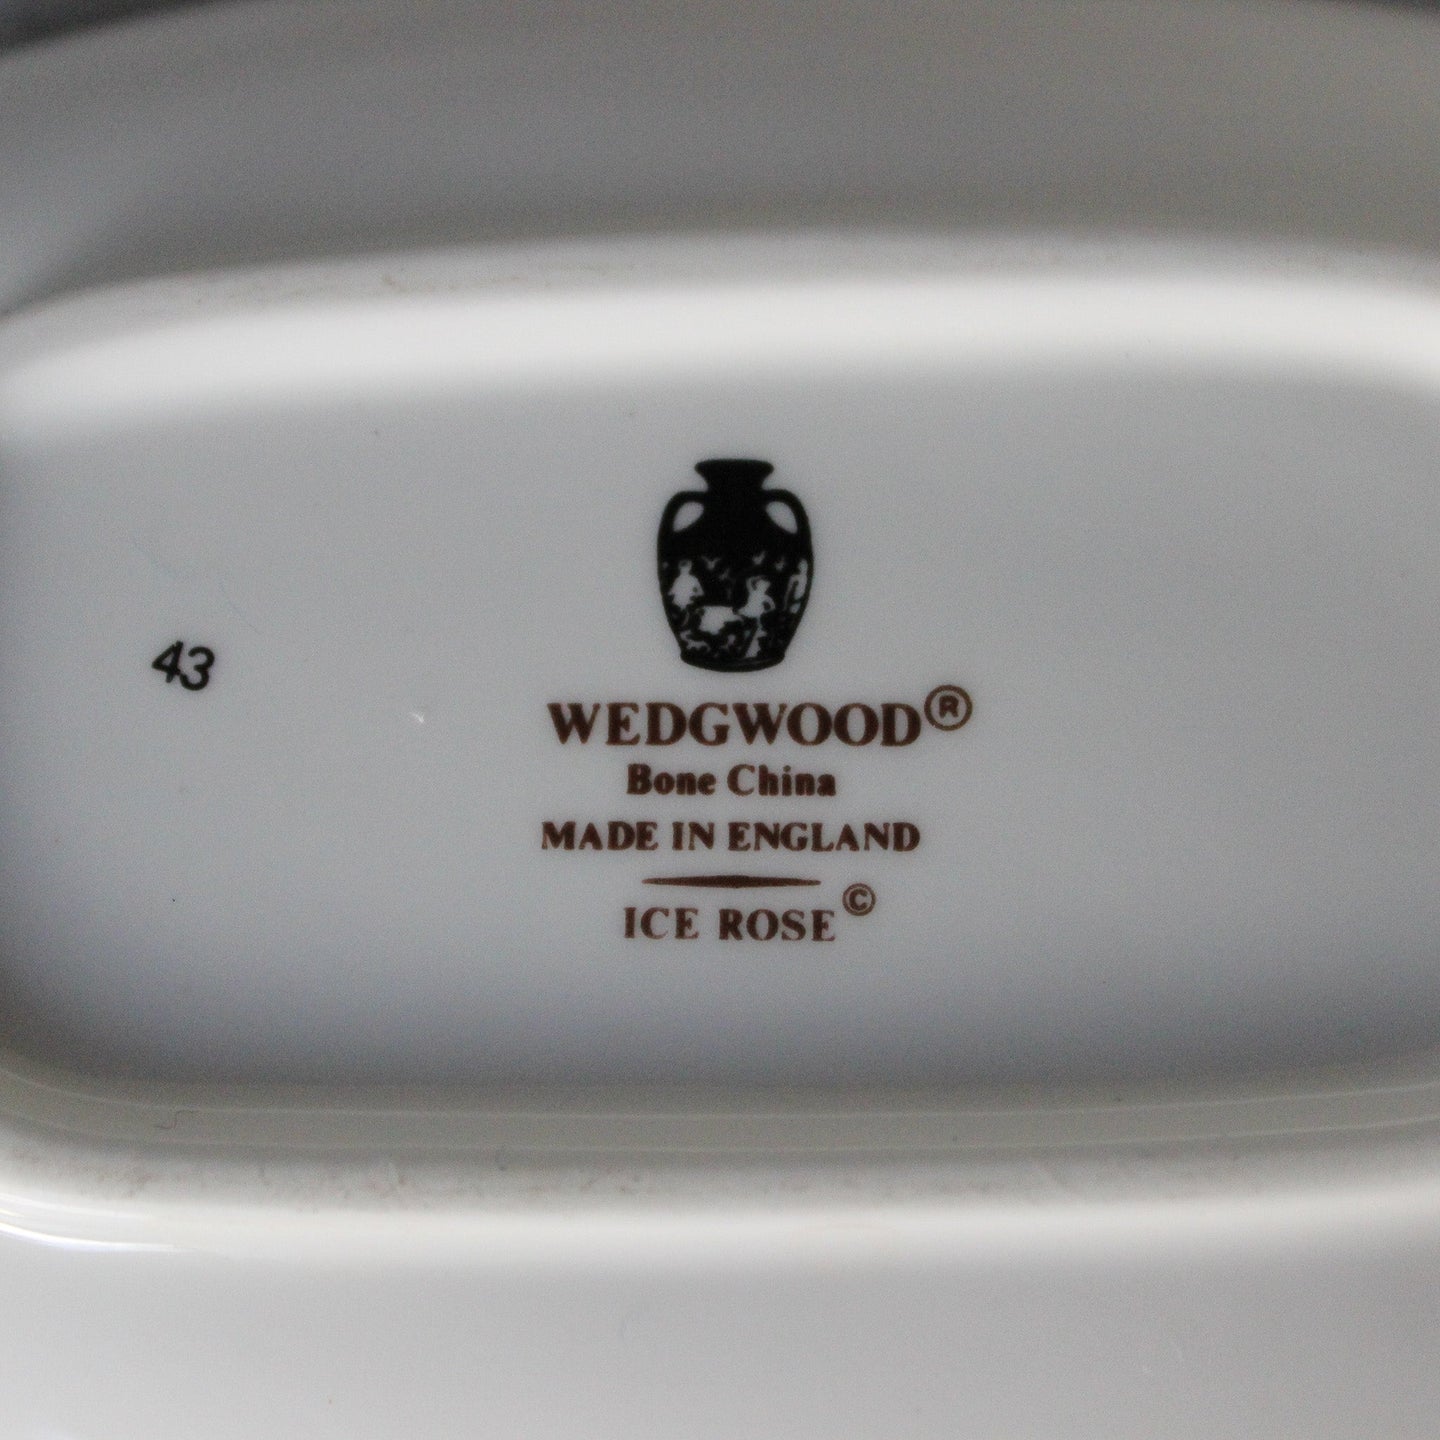 43
WEDGWOOD®
Bone China
MADE IN ENGLAND
ICE ROSE©